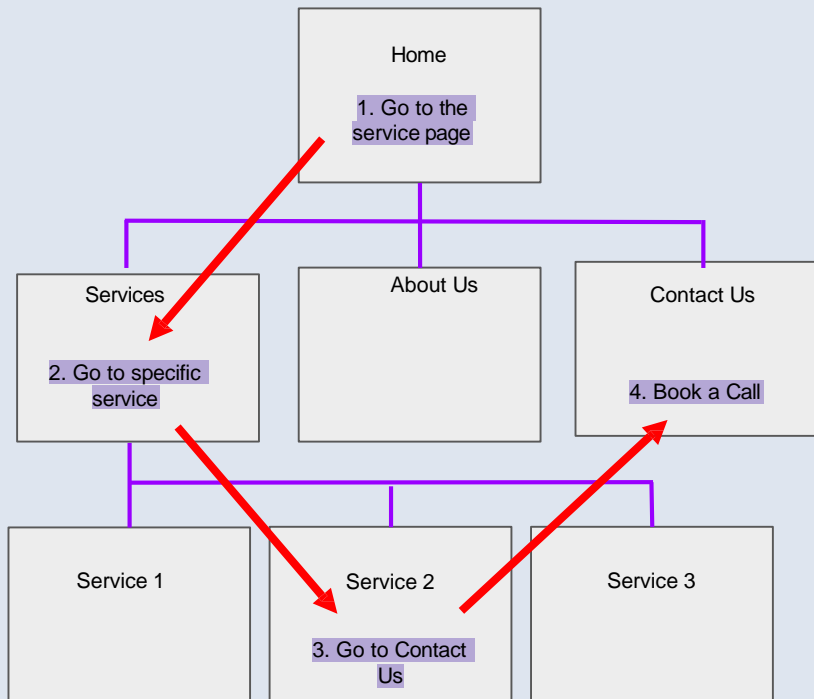 Home
1. Go to the
service page
Services
About Us
Contact Us
2. Go to specific
service
4. Book a Call
Service 1
Service 2
Service 3
3. Go to Contact
Us